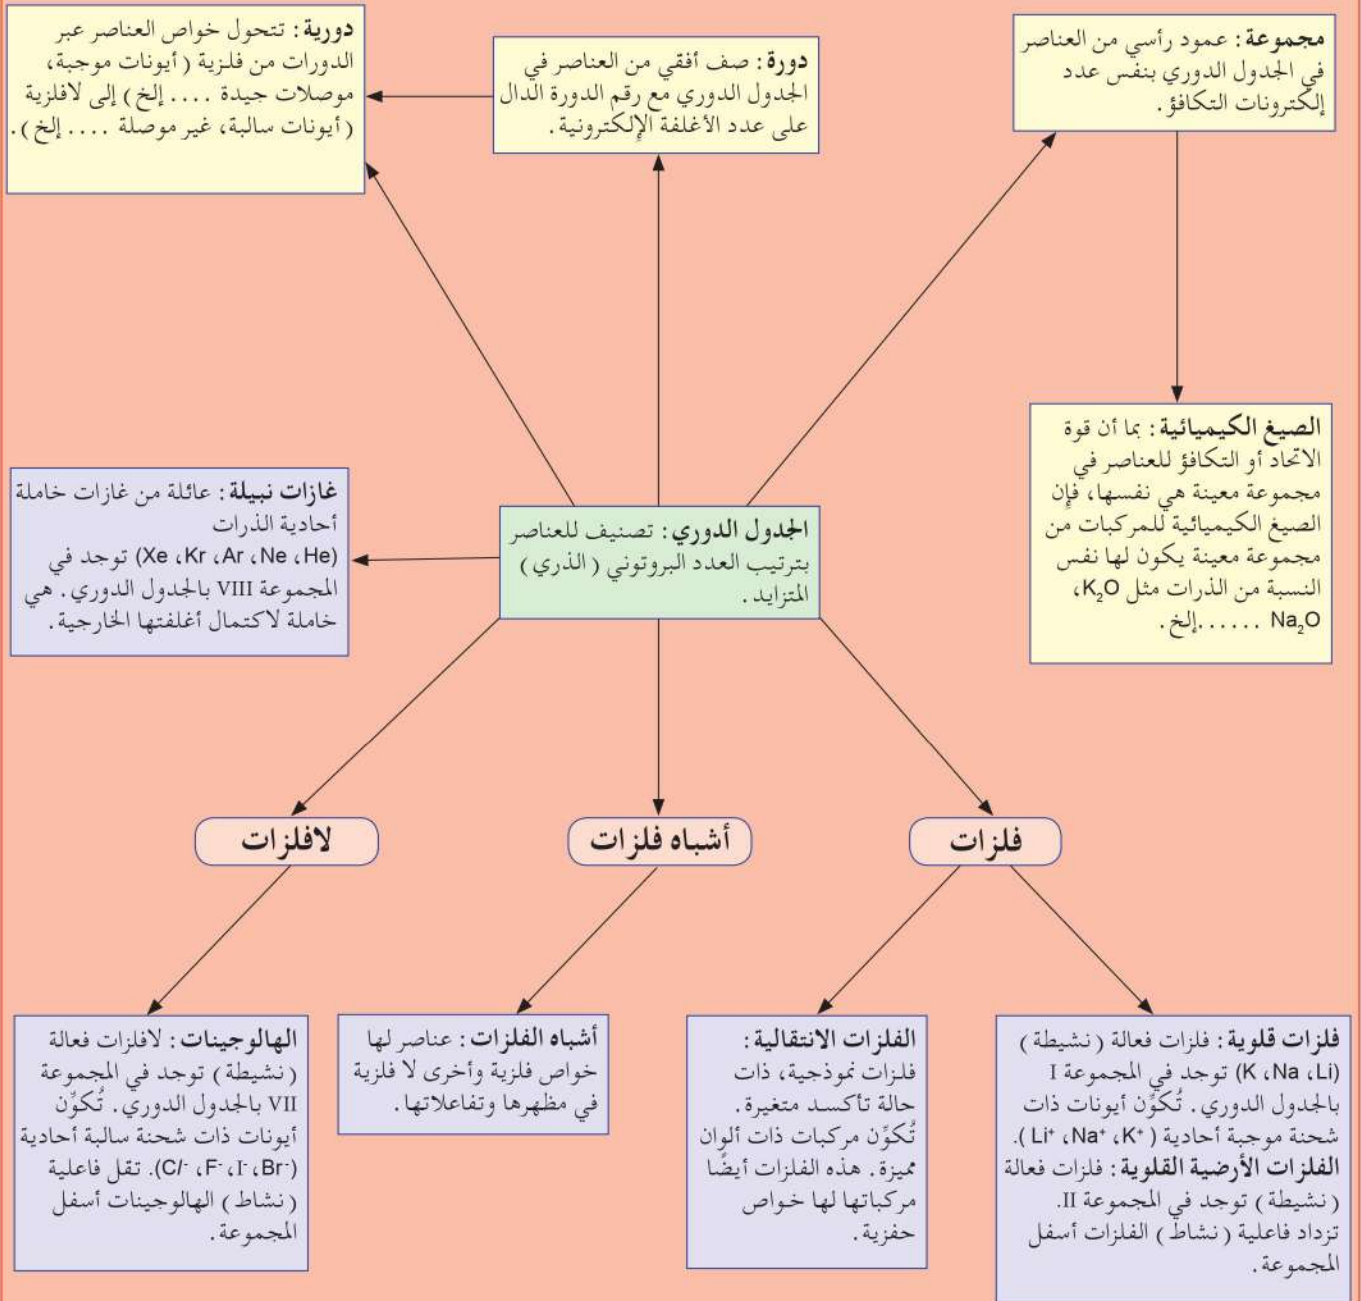 مجموعة : عمود رأسي من العناصر
في الجدول الدوري بنفس عدد
إلكترونات التكافؤ .
دورة : صف أفقي من العناصر في
الجدول الدوري مع رقم الدورة الدال
على عدد الأغلفة الإلكترونية .
دورية : تتحول خواص العناصر عبر
الدورات من فلزية ( أيونات موجبة،
موصلات جيدة .... إلخ ) إلى لافلزية
( أيونات سالبة، غير موصلة .... إلخ ) .
الصيغ الكيميائية : بما أن قوة
الاتحاد أو التكافؤ للعناصر في
مجموعة معينة هي نفسها، فإن
الصيغ الكيميائية للمركبات من
مجموعة معينة يكون لها نفس
النسبة من الذرات مثل K₂O،
Na₂O ......إلخ .
الجدول الدوري : تصنيف للعناصر
بترتيب العدد البروتوني ( الذري )
المتزايد .
غازات نبيلة : عائلة من غازات خاملة
أحادية الذرات
(Xe ،Kr ،Ar ،Ne ،He) توجد في
المجموعة VIII بالجدول الدوري . هي
خاملة لاكتمال أغلفتها الخارجية .
فلزات
أشباه فلزات
لافلزات
فلزات قلوية : فلزات فعالة ( نشيطة )
(K ،Na ،Li) توجد في المجموعة I
بالجدول الدوري . تُكوِّن أيونات ذات
شحنة موجبة أحادية ( Li⁺ ،Na⁺ ،K⁺ ).
الفلزات الأرضية القلوية : فلزات فعالة
( نشيطة ) توجد في المجموعة II.
تزداد فاعلية ( نشاط ) الفلزات أسفل
المجموعة .
الفلزات الانتقالية :
فلزات نموذجية، ذات
حالة تأكسد متغيرة .
تُكوِّن مركبات ذات ألوان
مميزة . هذه الفلزات أيضًا
مركباتها لها خواص
حفزية .
أشباه الفلزات : عناصر لها
خواص فلزية وأخرى لا فلزية
في مظهرها وتفاعلاتها .
الهالوجينات : لافلزات فعالة
( نشيطة ) توجد في المجموعة
VII بالجدول الدوري . تُكوِّن
أيونات ذات شحنة سالبة أحادية
(Cl⁻ ،F⁻ ،I⁻ ،Br⁻). تقل فاعلية
( نشاط ) الهالوجينات أسفل
المجموعة .